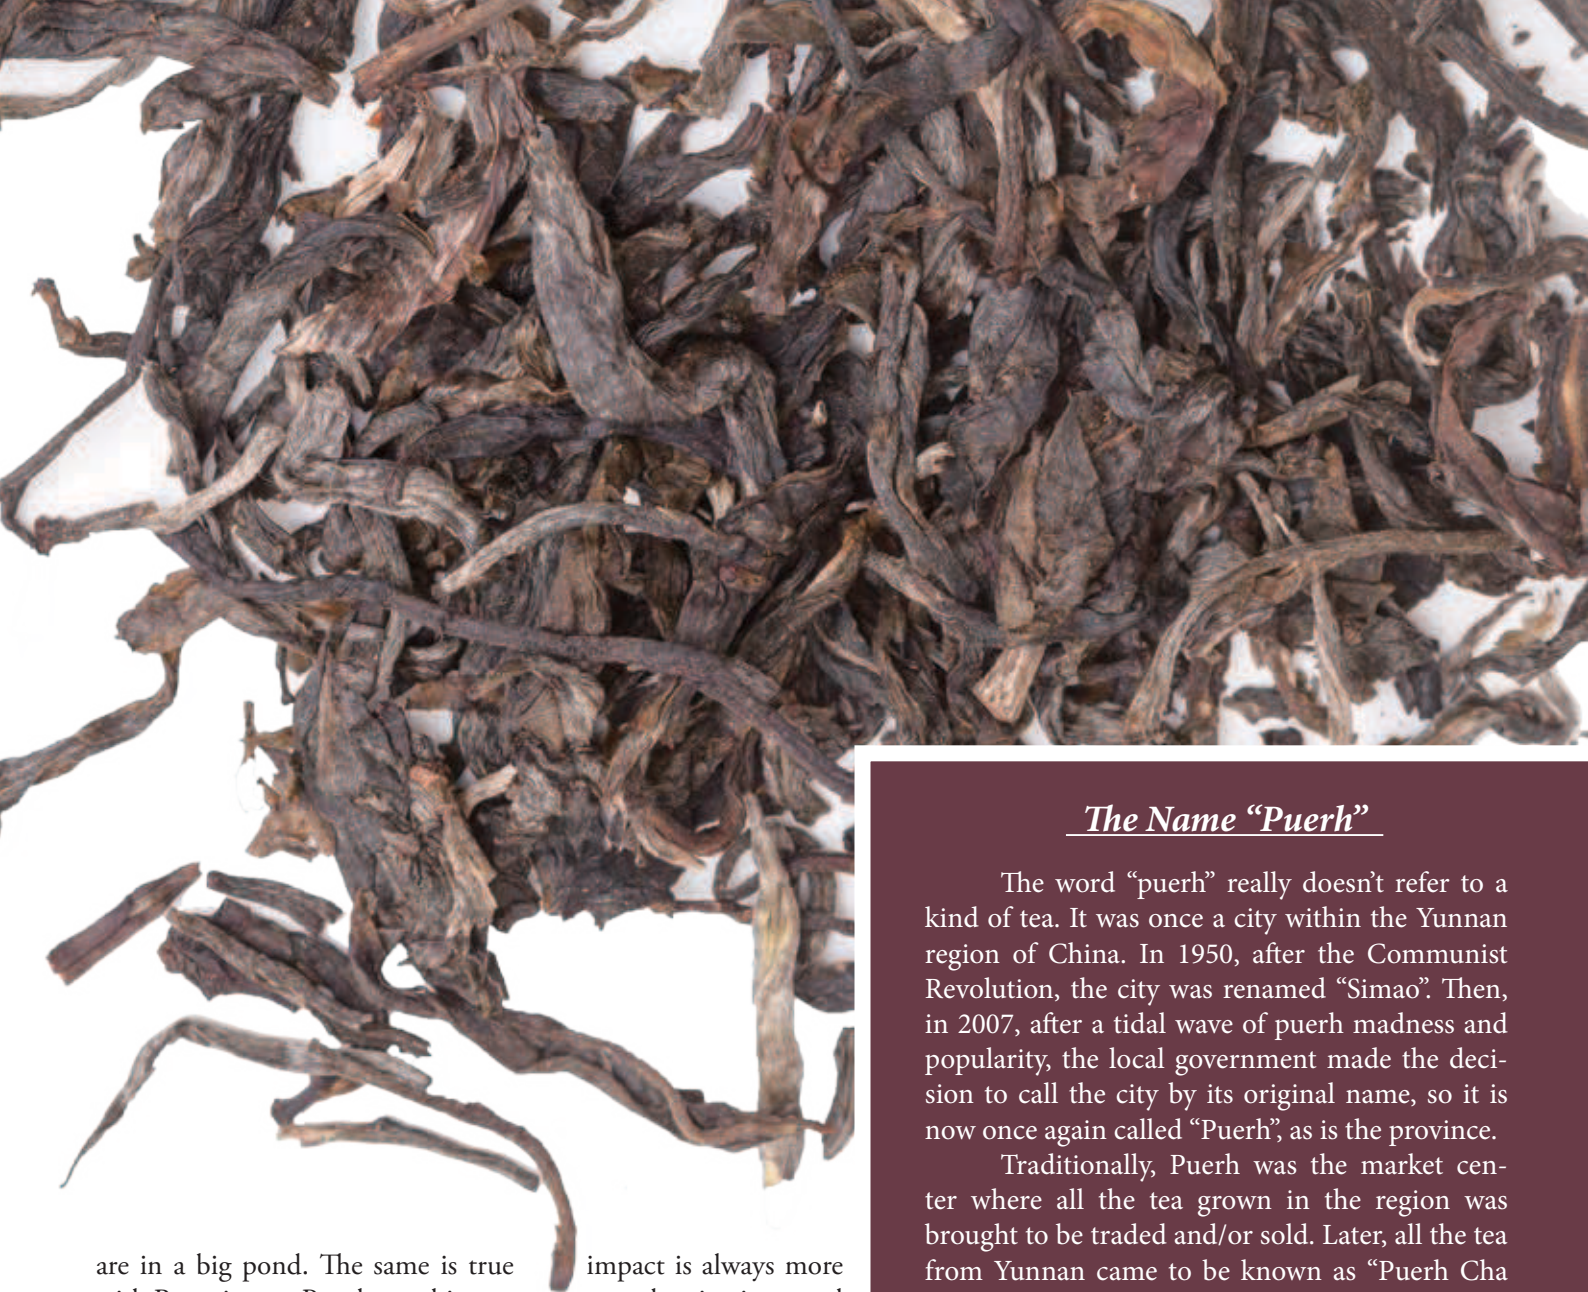 The Name “Puerh”
The word “puerh” really doesn’t refer to a
kind of tea. It was once a city within the Yunnan
region of China. In 1950, after the Communist
Revolution, the city was renamed “Simao”. Then,
in 2007, after a tidal wave of puerh madness and
popularity, the local government made the deci-
sion to call the city by its original name, so it is
now once again called “Puerh”, as is the province.
Traditionally, Puerh was the market cen-
ter where all the tea grown in the region was
brought to be traded and/or sold. Later, all the tea
from Yunnan came to be known as “Puerh Cha
are in a big pond. The same is true
impact is always more